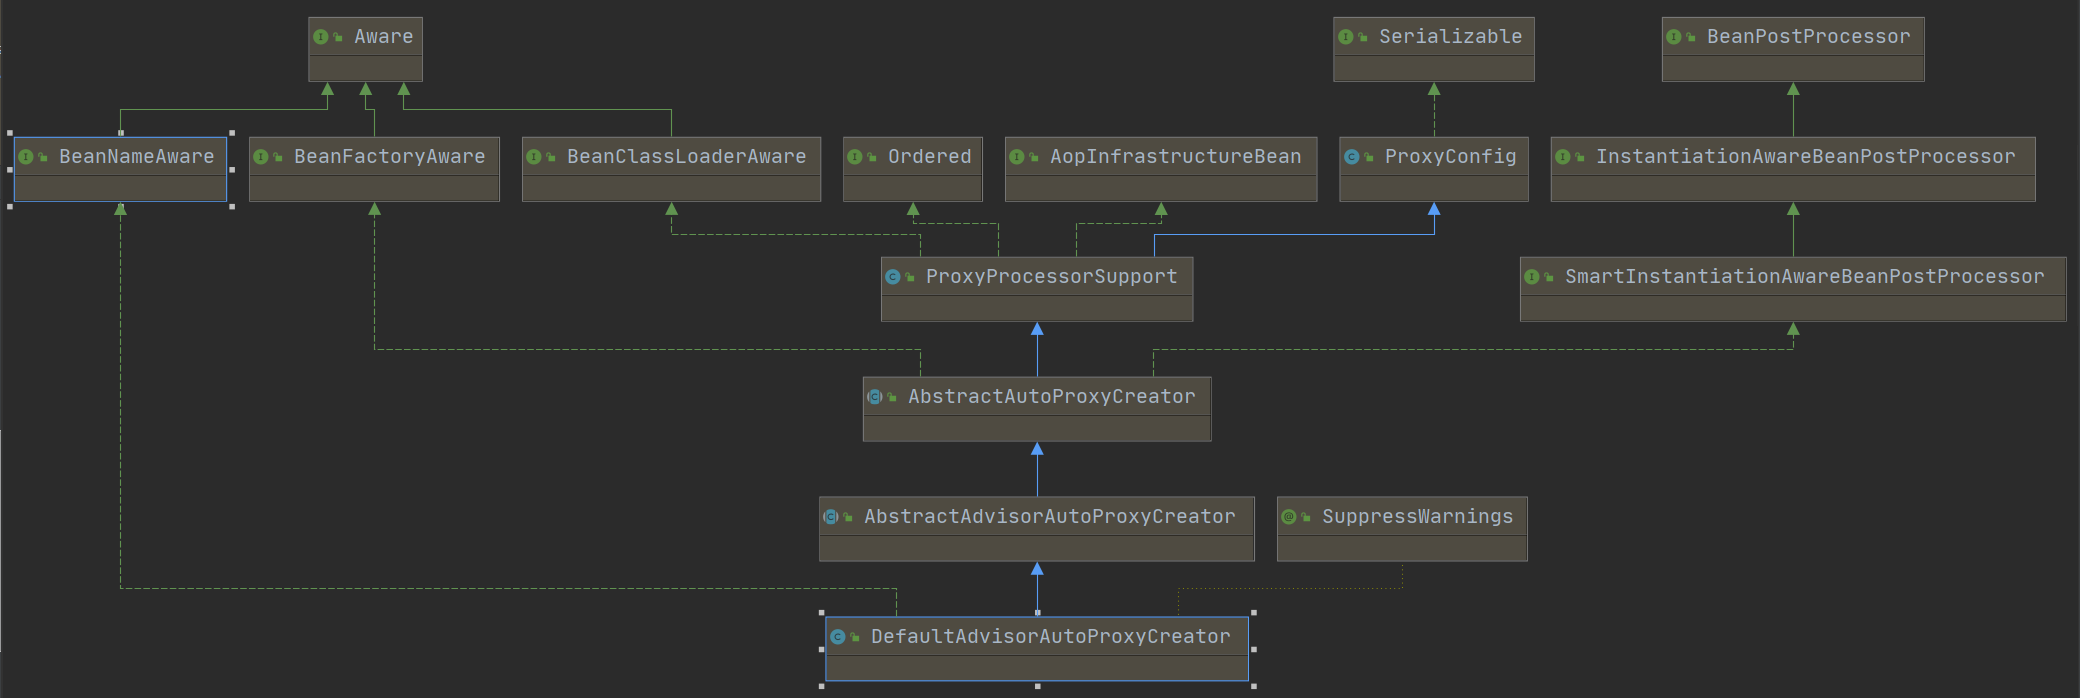 Aware
Serializable
BeanPostProcessor
BeanNameAware
BeanFactoryAware
BeanClassLoaderAware
Ordered
AopInfrastructureBean
ProxyConfig
InstantiationAwareBeanPostProcessor
ProxyProcessorSupport
SmartInstantiationAwareBeanPostProcessor
AbstractAutoProxyCreator
AbstractAdvisorAutoProxyCreator
SuppressWarnings
DefaultAdvisorAutoProxyCreator